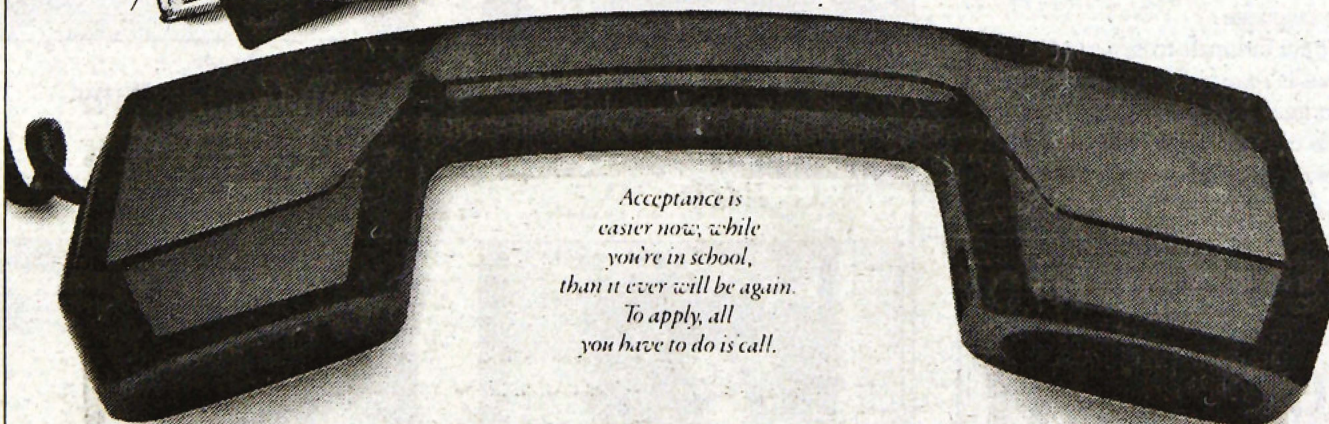 Acceptance is
easier now, while
you're in school,
than it ever will be again.
To apply, all
you have to do is call.